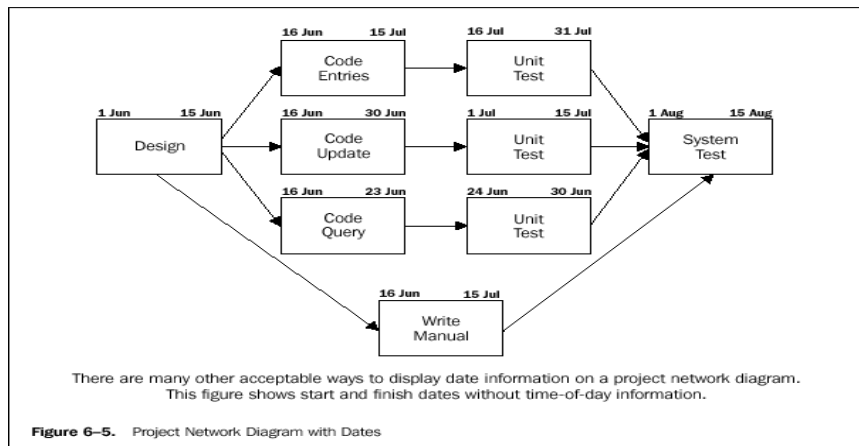 16 Jun 15 Jul 16 Jul 31 Jul
Code
Entries
Unit
Test
1 Jun 15 Jun 16 Jun 30 Jun 1 Jul 15 Jul 1 Aug 15 Aug
Design
Code
Update
Unit
Test
System
Test
16 Jun 23 Jun 24 Jun 30 Jun
Code
Query
Unit
Test
16 Jun 15 Jul
Write
Manual
There are many other acceptable ways to display date information on a project network diagram.
This figure shows start and finish dates without time-of-day information.
Figure 6–5. Project Network Diagram with Dates